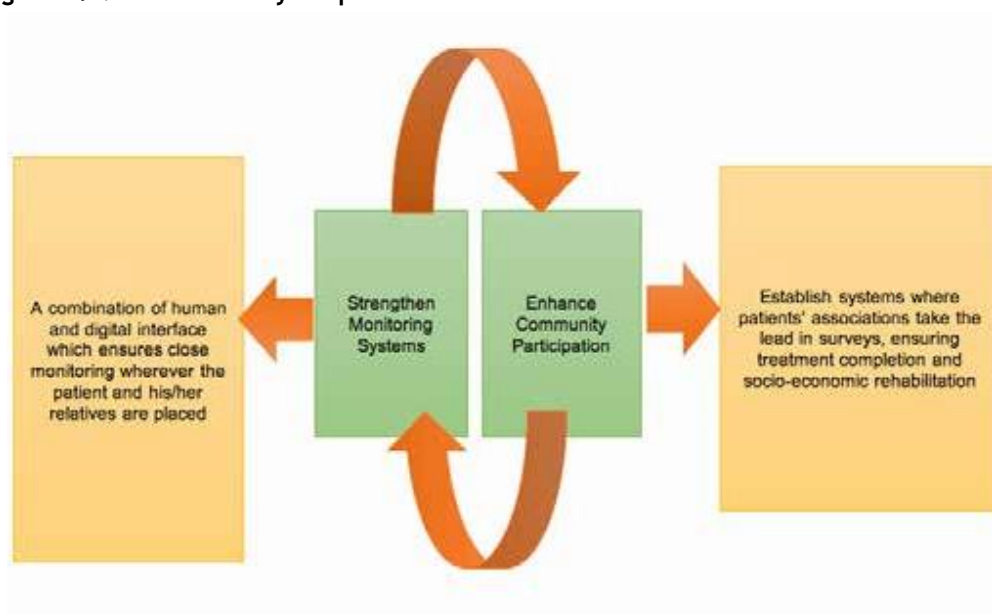 A combination of human
and digital interface
which ensures close
monitoring wherever the
patient and his/her
relatives are placed
Strengthen
Monitoring
Systems
Enhance
Community
Participation
Establish systems where
patients' associations take the
lead in surveys, ensuring
treatment completion and
socio-economic rehabilitation